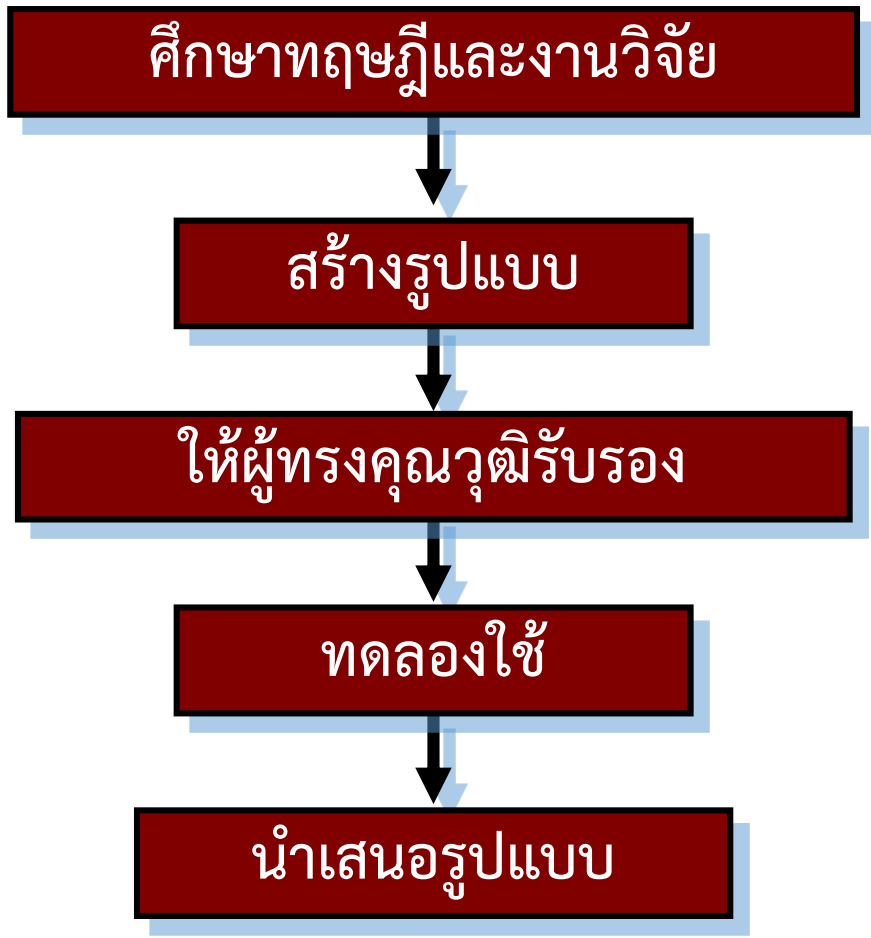 ศึกษาทฤษฎีและงานวิจัย
สร้างรูปแบบ
ให้ผู้ทรงคุณวุฒิรับรอง
ทดลองใช้
นำเสนอรูปแบบ